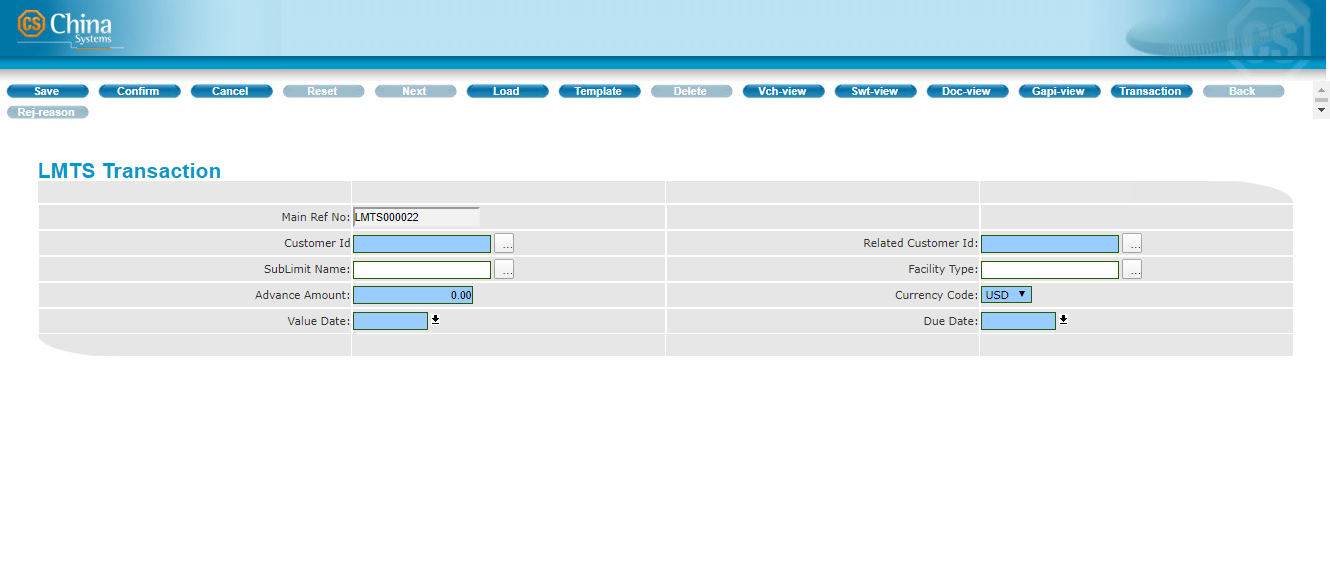 CS China
Systems
CS
Save Confirm Cancel Reset Next Load Template Delete Vch-view Swt-view Doc-view Gapi-view Transaction Back
Rej-reason
LMTS Transaction
Main Ref No: LMTS000022
Customer Id ... Related Customer Id: ...
SubLimit Name: ... Facility Type: ...
Advance Amount: 0.00 Currency Code: USD
Value Date: Due Date: